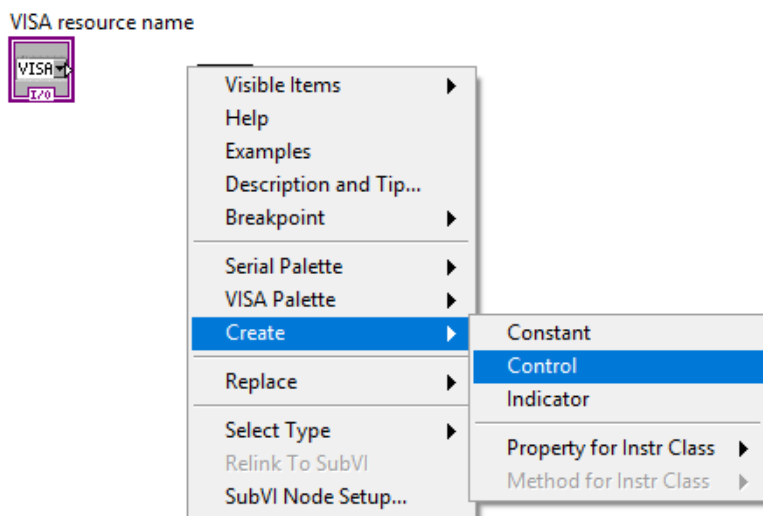 VISA resource name
VISA
I/O
Visible Items
Help
Examples
Description and Tip...
Breakpoint
Serial Palette
VISA Palette
Create
Replace
Select Type
Relink To SubVI
SubVI Node Setup...
Constant
Control
Indicator
Property for Instr Class
Method for Instr Class